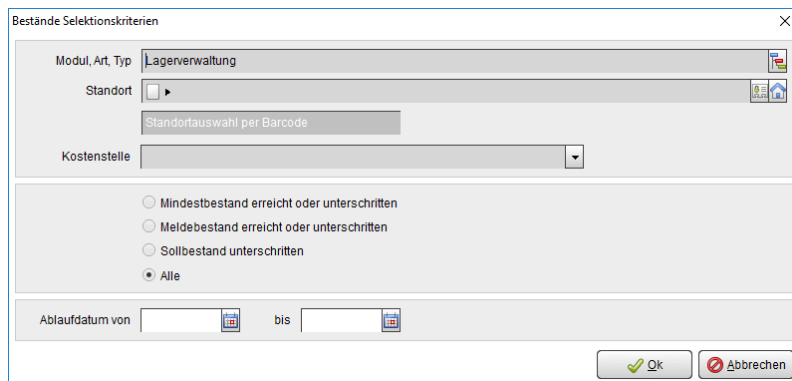 Bestände Selektionskriterien
Modul, Art, Typ Lagerverwaltung
Standort
Standortauswahl per Barcode
Kostenstelle
Mindestbestand erreicht oder unterschritten
Meldebestand erreicht oder unterschritten
Sollbestand unterschritten
Alle
Ablaufdatum von bis
Ok Abbrechen